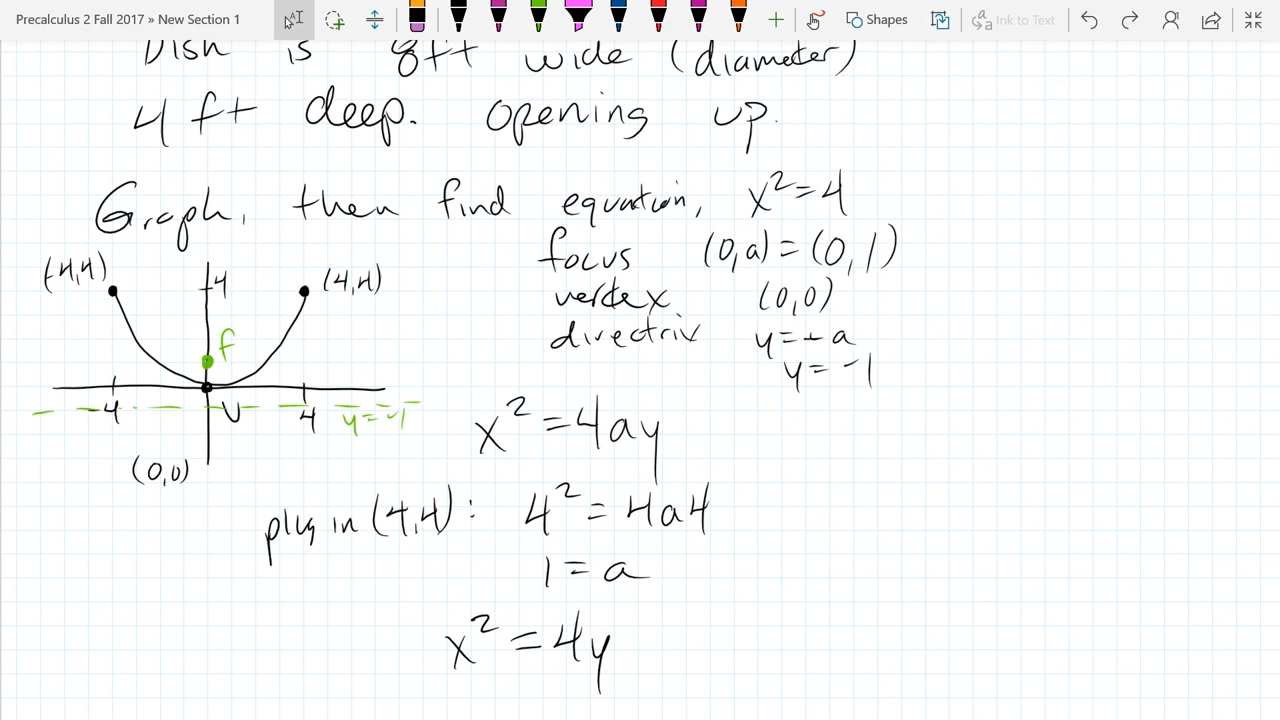 Precalculus 2 Fall 2017 » New Section 1
Shapes
Ink to Text
Dish is 8ft wide (diameter)
4 ft deep. opening up.
Graph, then find equation, x²=4
focus (0,a)=(0,1)
vertex (0,0)
directrix y=-a
y=-1
(-4,4)
4
(4,4)
f
-4
V
4
y=-1
(0,0)
x²=4ay
plug in (4,4): 4²=4a4
1=a
x²=4y